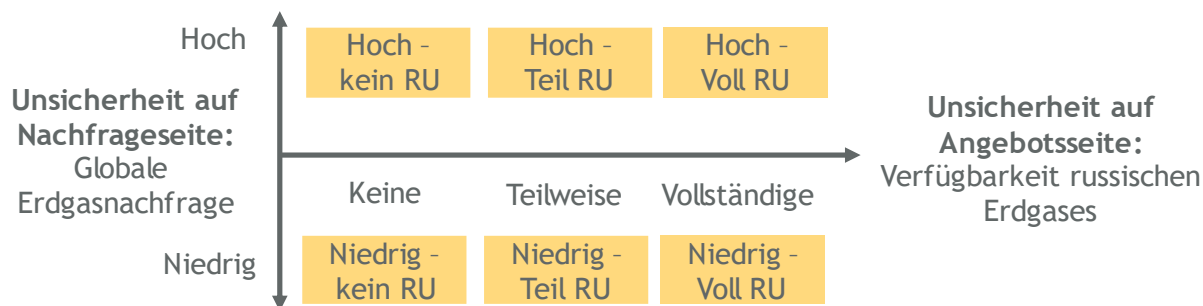 Hoch
Hoch –
kein RU
Hoch –
Teil RU
Hoch –
Voll RU
Unsicherheit auf
Nachfrageseite:
Globale
Erdgasnachfrage
Unsicherheit auf
Angebotsseite:
Verfügbarkeit russischen
Erdgases
Keine
Teilweise
Vollständige
Niedrig
Niedrig –
kein RU
Niedrig –
Teil RU
Niedrig –
Voll RU